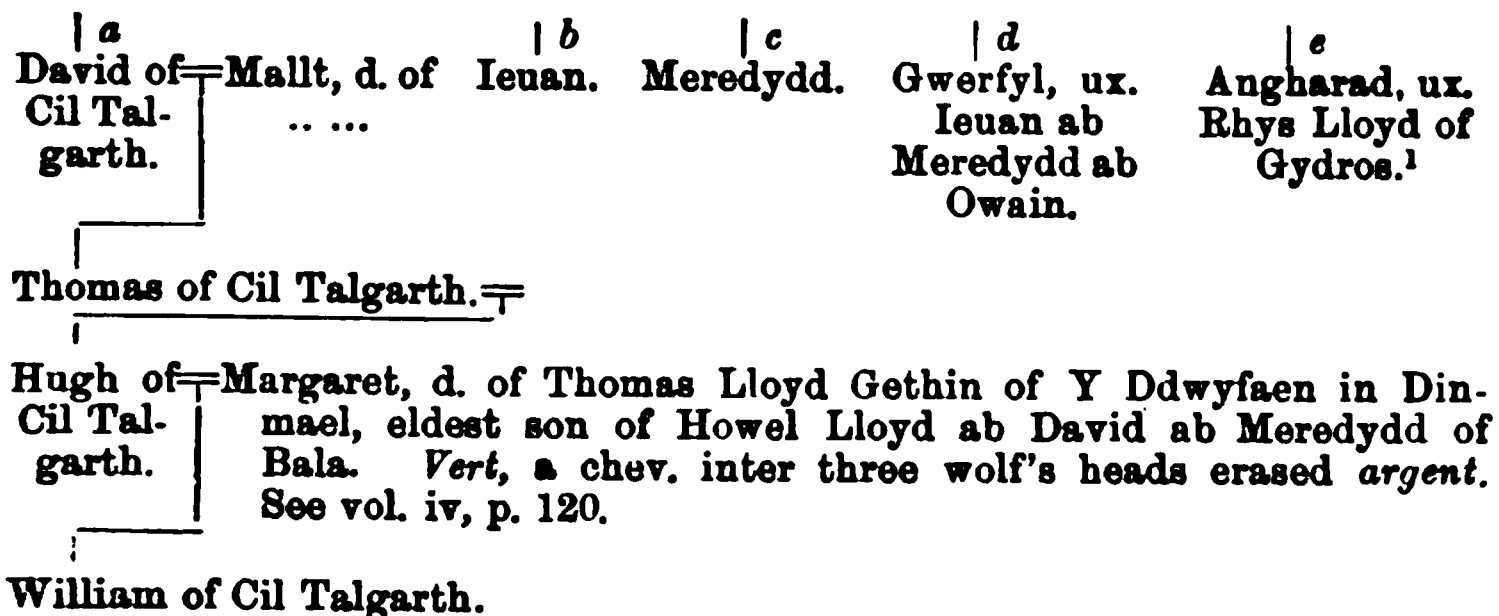 a b c d e
David of Mallt, d. of Ieuan. Meredydd. Gwerfyl, ux. Angharad, ux.
Cil Tal- .. ... Ieuan ab Rhys Lloyd of
garth. Meredydd ab Gydros.¹
Owain.
Thomas of Cil Talgarth.
Hugh of Margaret, d. of Thomas Lloyd Gethin of Y Ddwyfaen in Din-
Cil Tal- mael, eldest son of Howel Lloyd ab David ab Meredydd of
garth. Bala. Vert, a chev. inter three wolf's heads erased argent.
See vol. iv, p. 120.
William of Cil Talgarth.